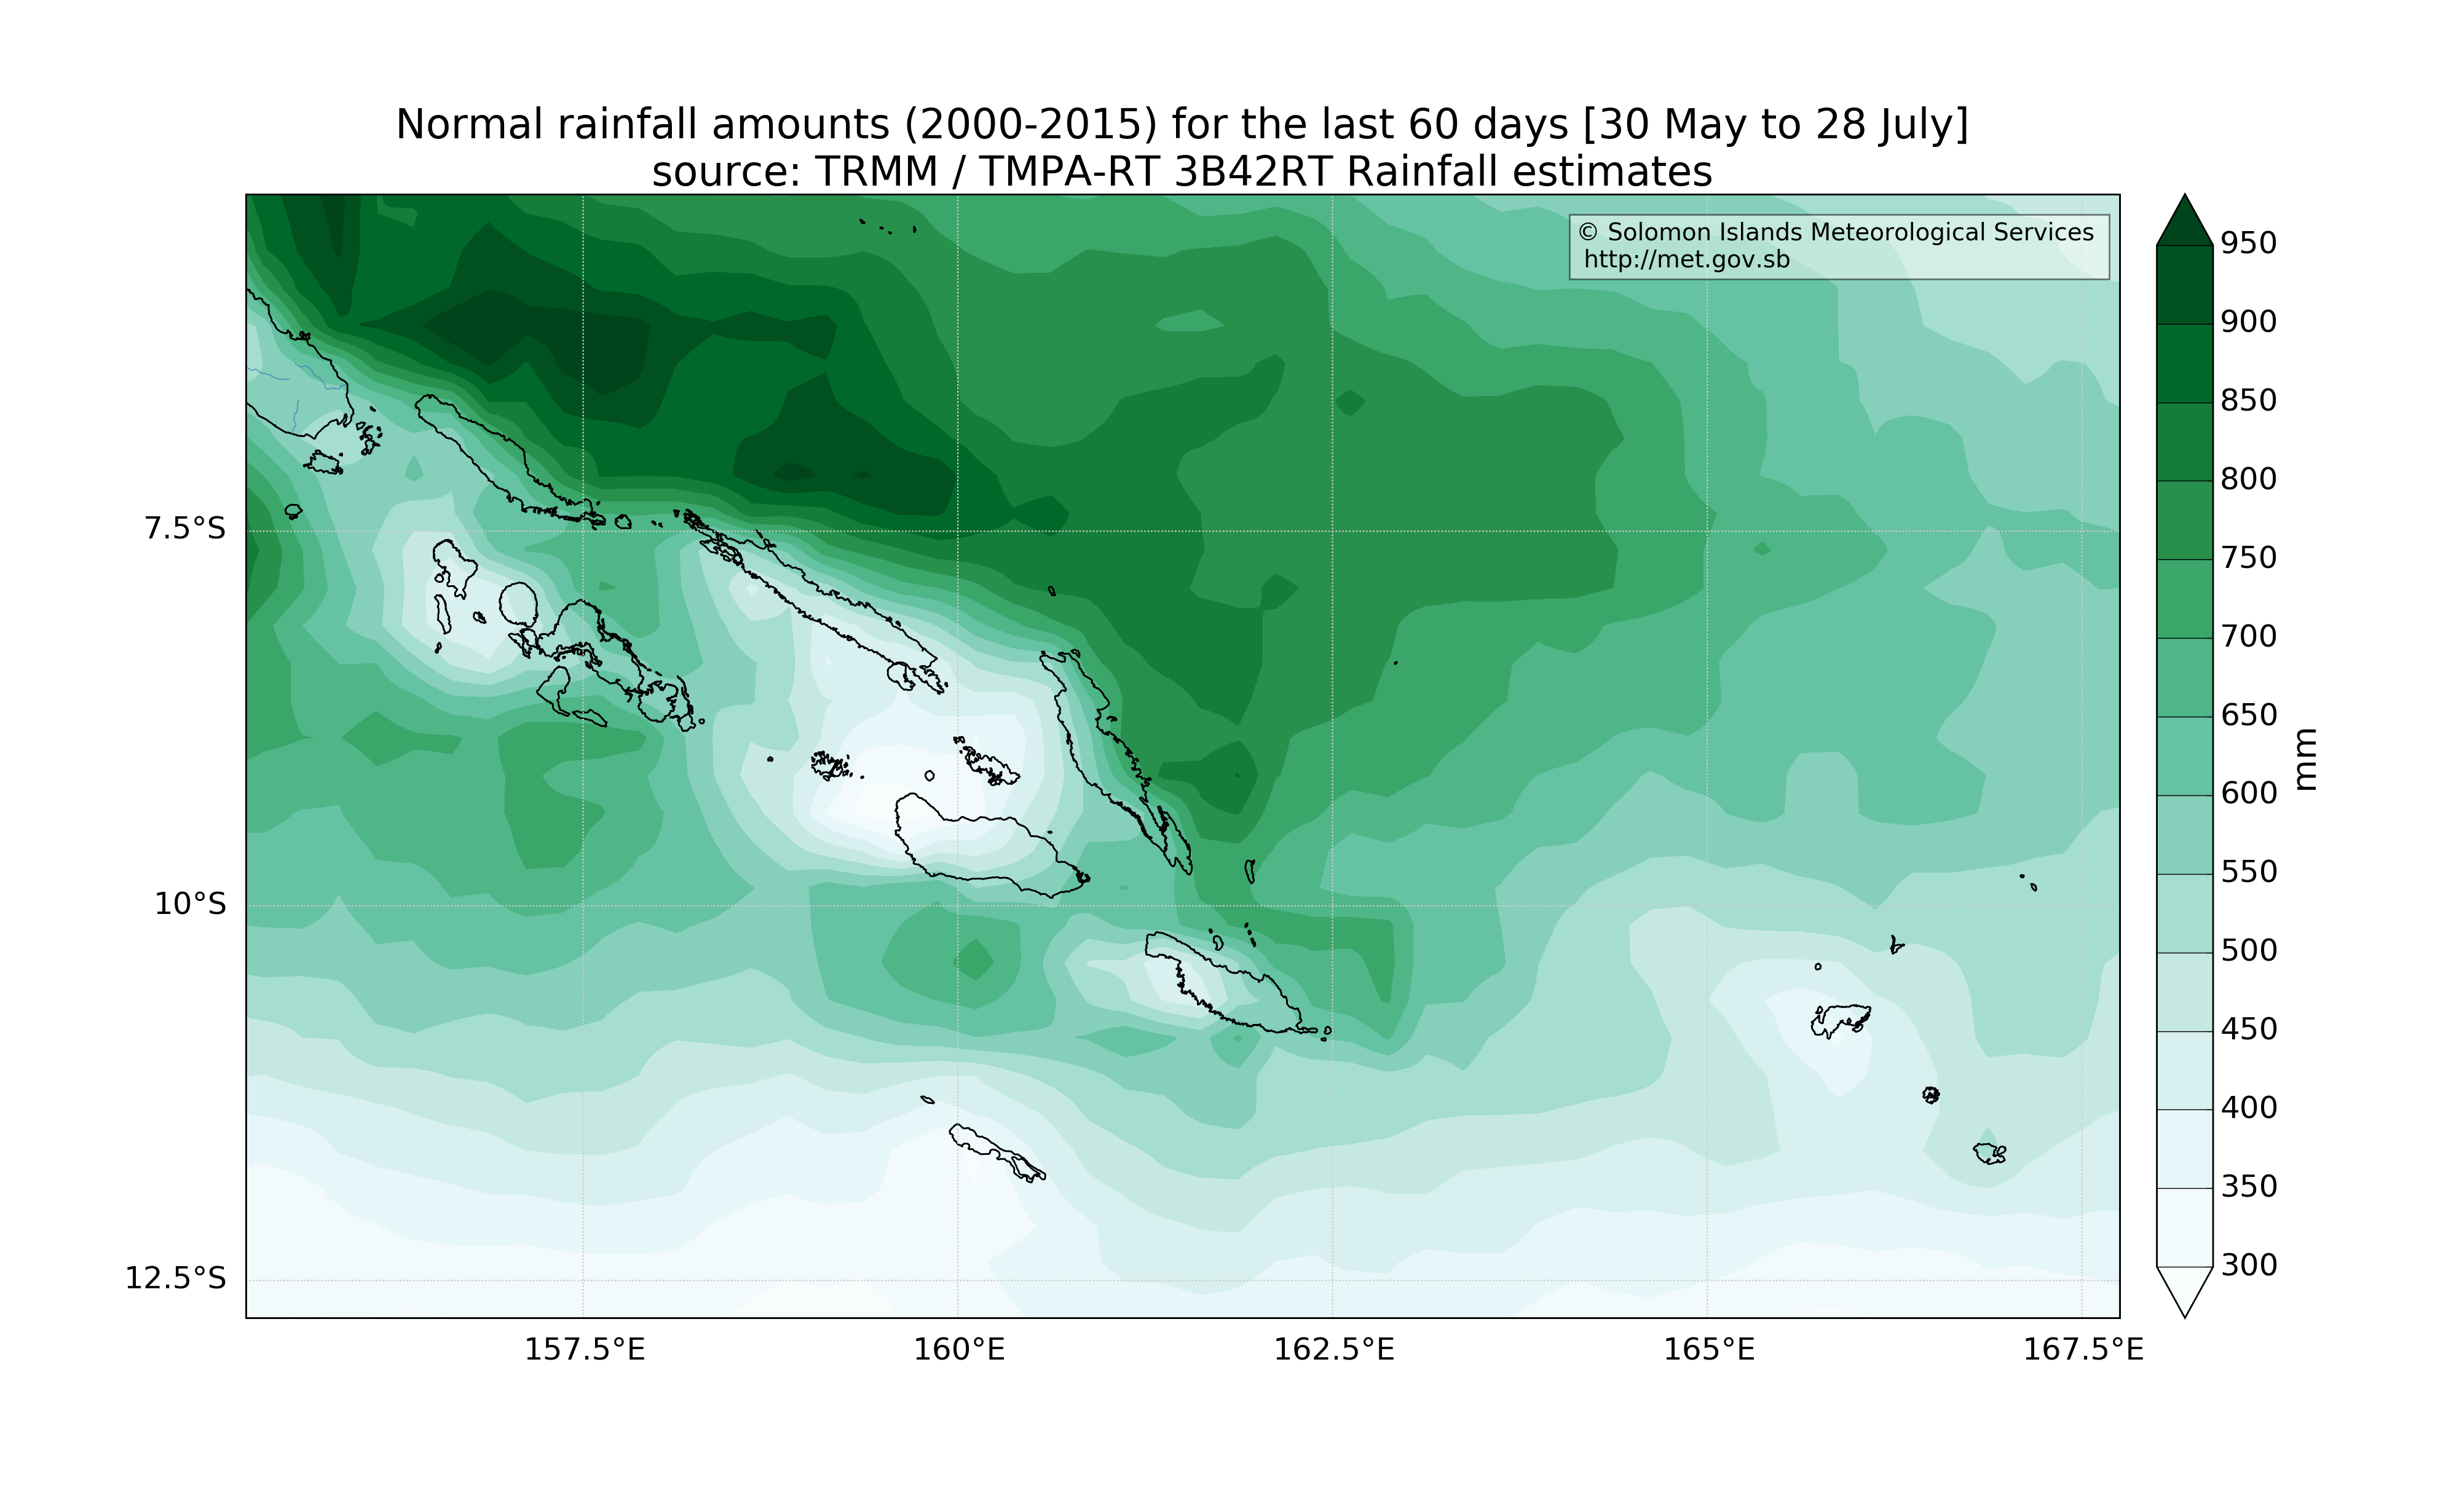 Normal rainfall amounts (2000-2015) for the last 60 days [30 May to 28 July]
source: TRMM / TMPA-RT 3B42RT Rainfall estimates
© Solomon Islands Meteorological Services
http://met.gov.sb
950
900
850
800
750
700
650
600
550
500
450
400
350
300
mm
7.5°S
10°S
12.5°S
157.5°E
160°E
162.5°E
165°E
167.5°E